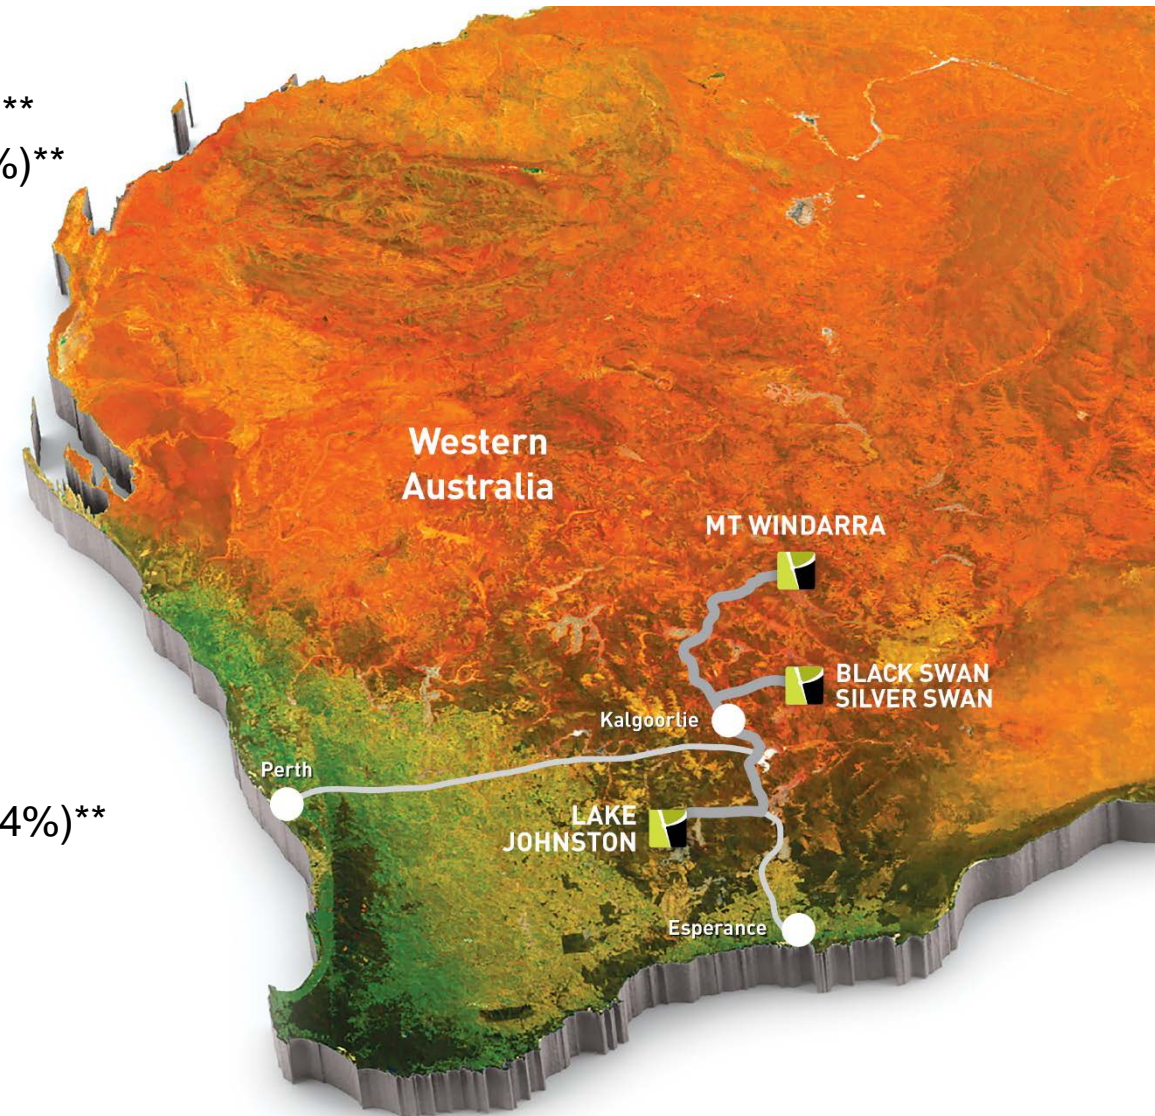 **
%)**
Western
Australia
MT WINDARRA
BLACK SWAN
SILVER SWAN
Kalgoorlie
Perth
4%)**
LAKE
JOHNSTON
Esperance